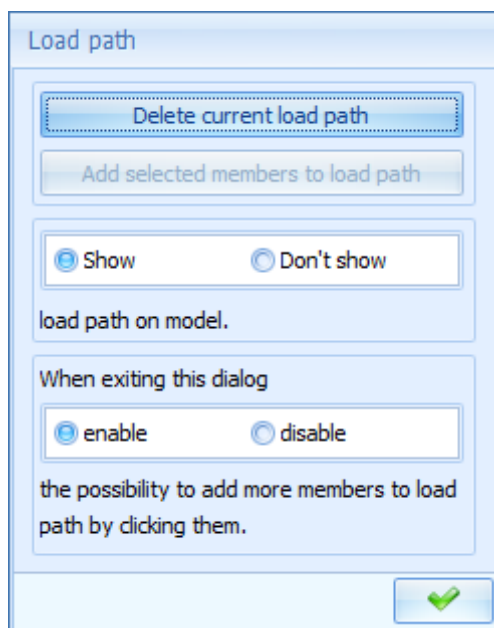 Load path
Delete current load path
Add selected members to load path
Show Don't show
load path on model.
When exiting this dialog
enable disable
the possibility to add more members to load
path by clicking them.